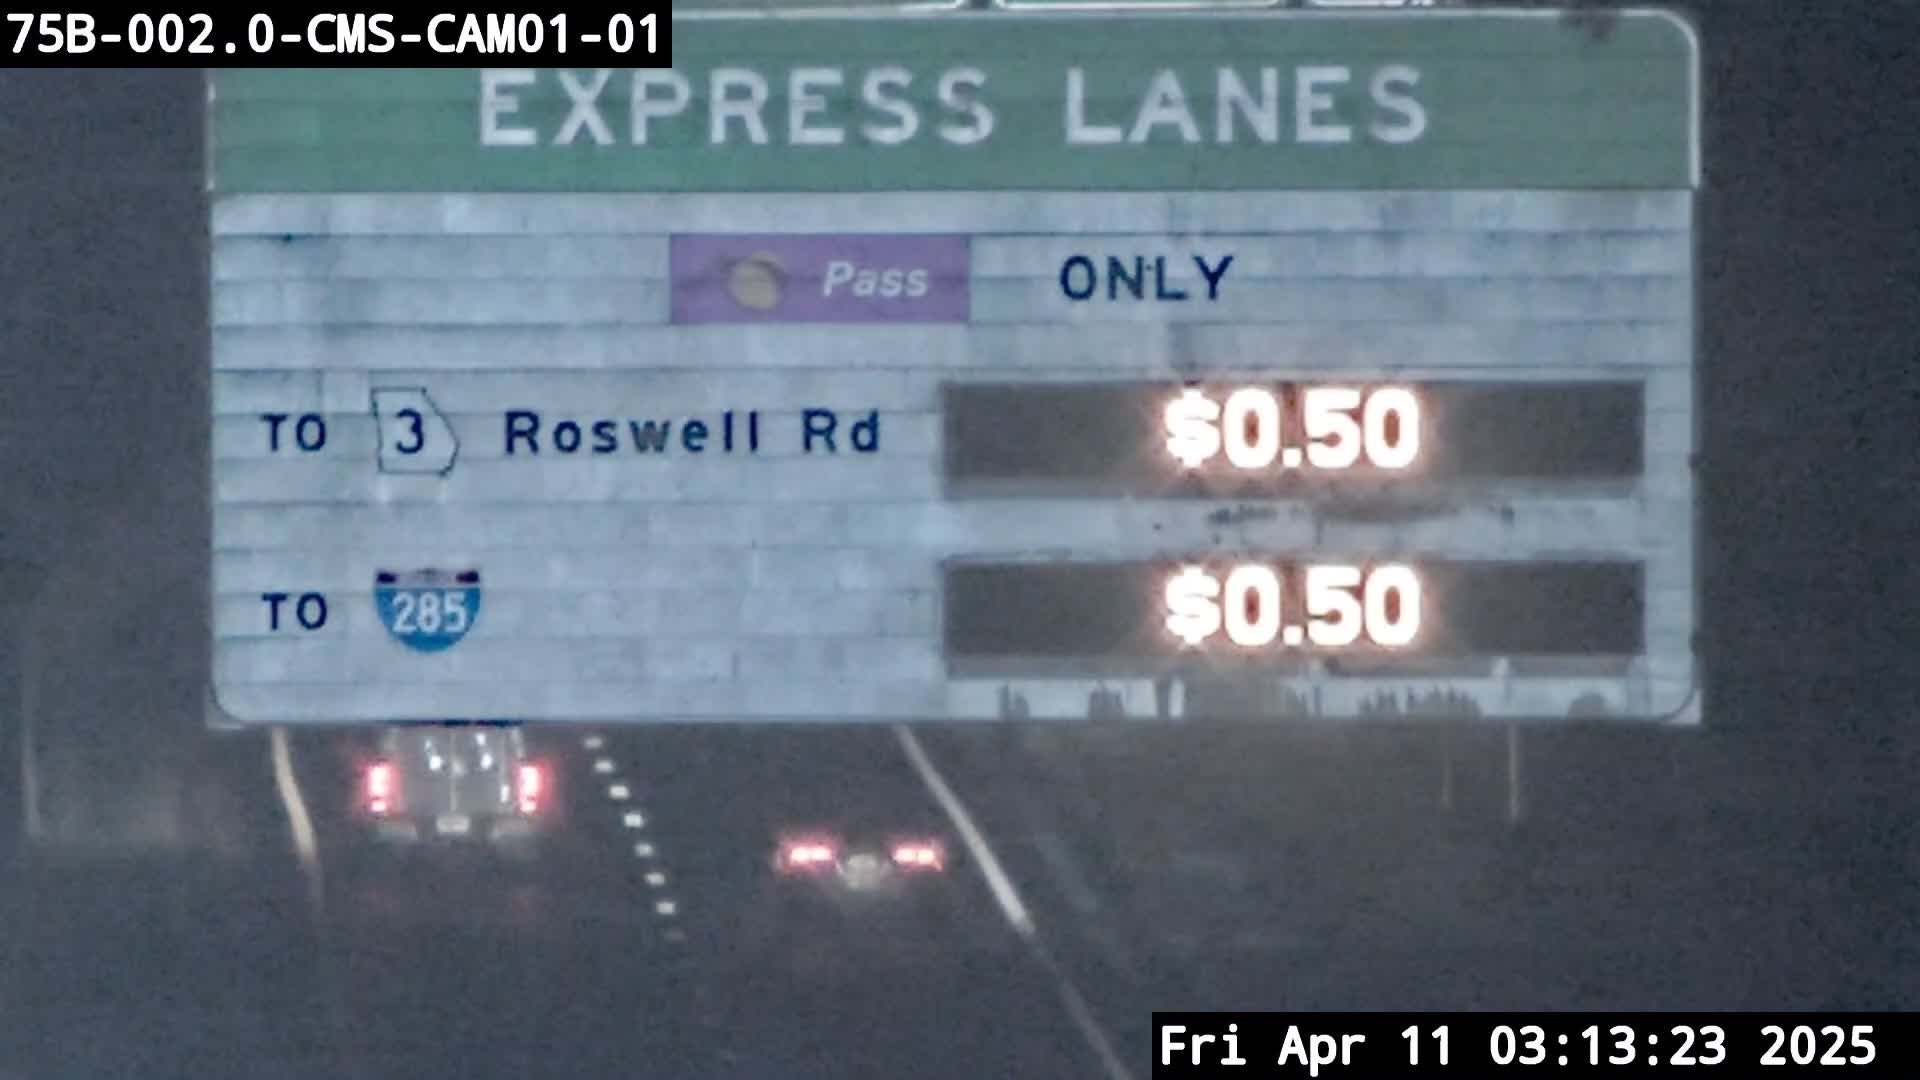 75B-002.0-CMS-CAM01-01
EXPRESS LANES
Pass ONLY
TO 3 Roswell Rd $0.50
TO 285 $0.50
Fri Apr 11 03:13:23 2025